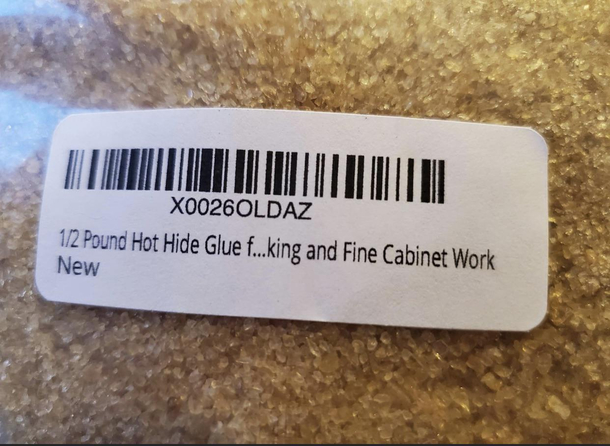 X0026OLDAZ
1/2 Pound Hot Hide Glue f...king and Fine Cabinet Work
New